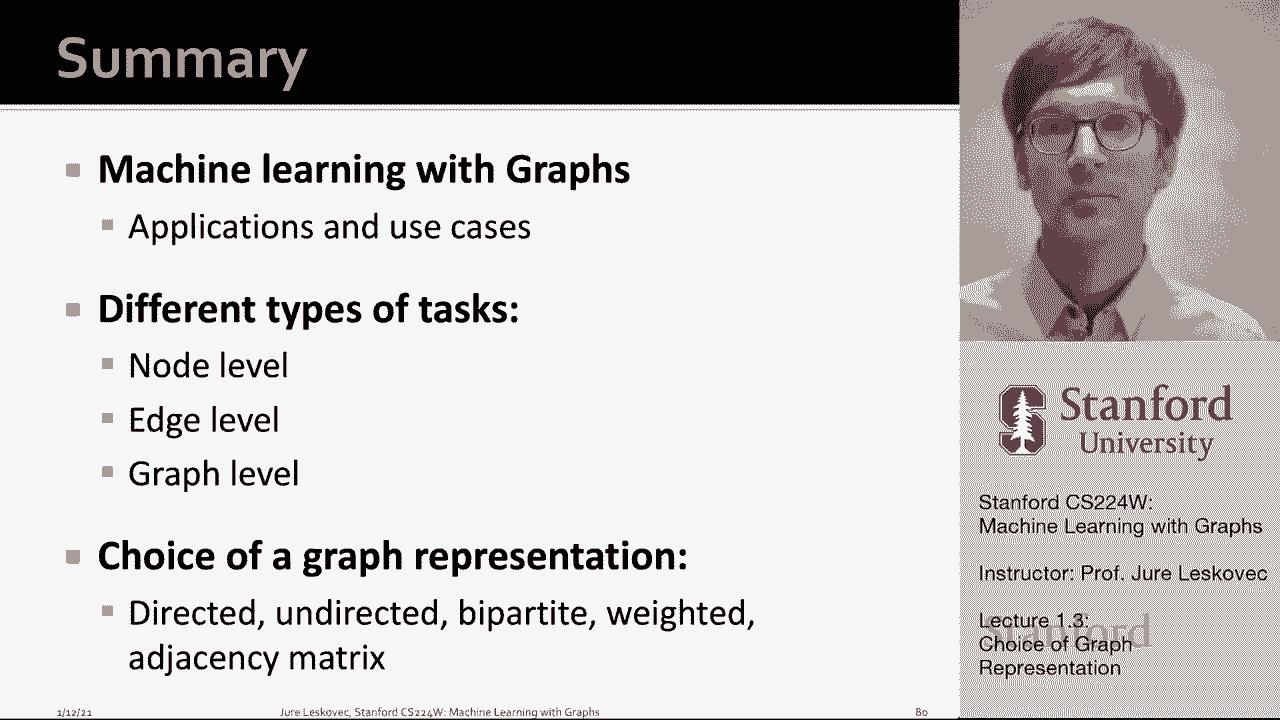 Summary
Machine learning with Graphs
Applications and use cases
Different types of tasks:
Node level
Edge level
Graph level
Choice of a graph representation:
Directed, undirected, bipartite, weighted,
adjacency matrix
1/12/21
Jure Leskovec, Stanford CS224W: Machine Learning with Graphs
80
Stanford
University
Stanford CS224W:
Machine Learning with Graphs
Instructor: Prof. Jure Leskovec
Lecture 1.3:
Choice of Graph
Representation